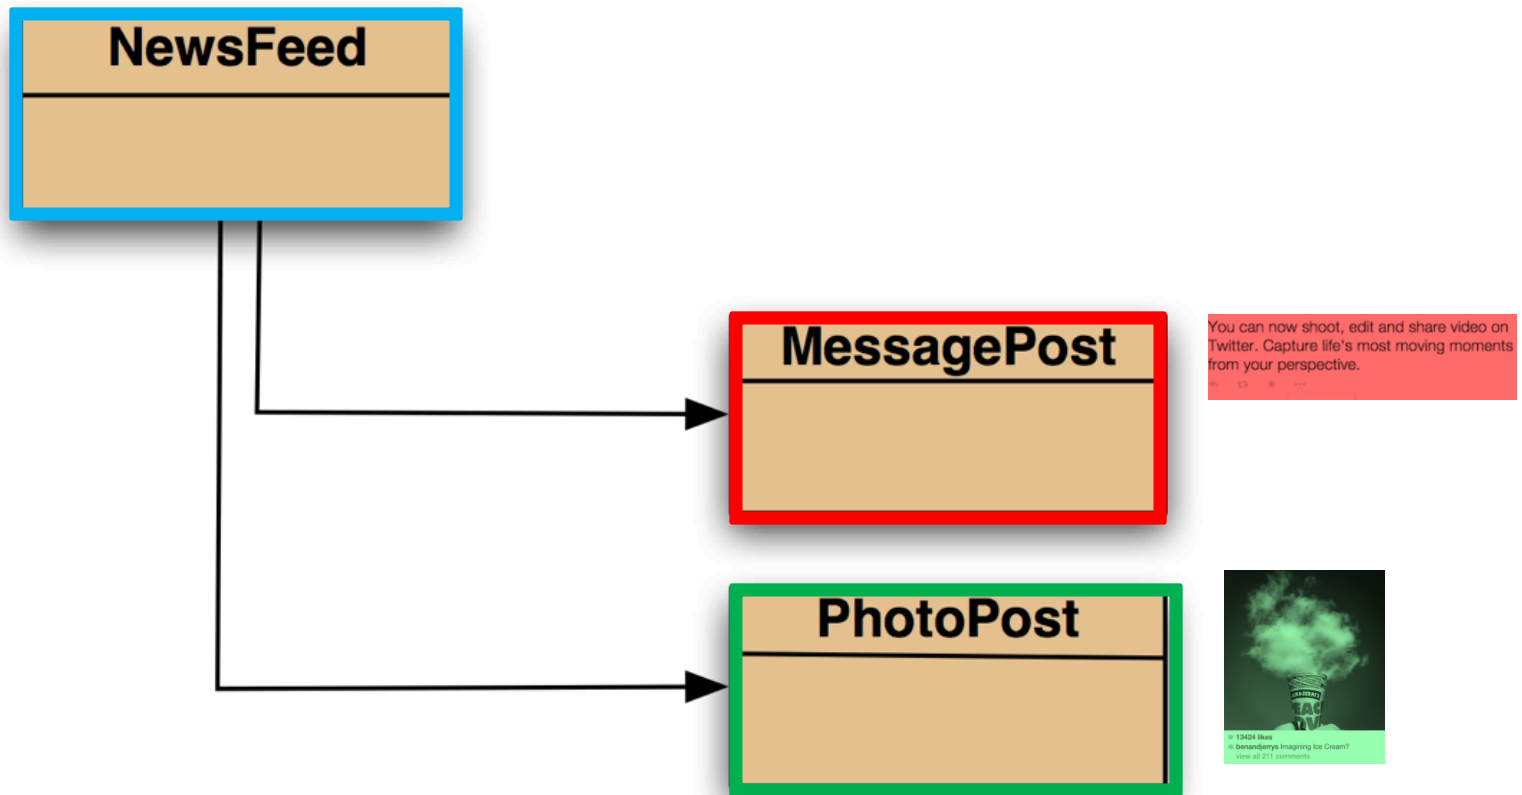 NewsFeed
MessagePost
You can now shoot, edit and share video on
Twitter. Capture life's most moving moments
from your perspective.
PhotoPost
13424 likes
benandjerrys Imagining Ice Cream?
view all 211 comments